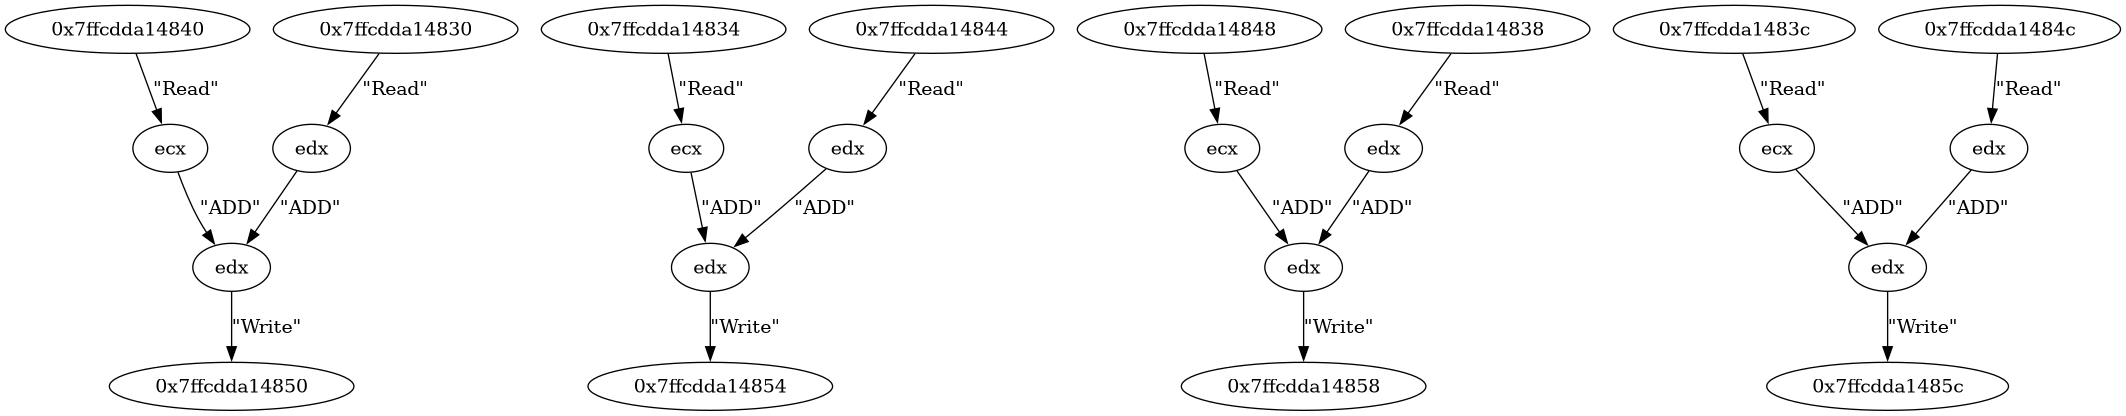 0x7ffcdda14840 0x7ffcdda14830 0x7ffcdda14834 0x7ffcdda14844 0x7ffcdda14848 0x7ffcdda14838 0x7ffcdda1483c 0x7ffcdda1484c
"Read" "Read" "Read" "Read" "Read" "Read" "Read" "Read"
ecx edx ecx edx ecx edx ecx edx
"ADD" "ADD" "ADD" "ADD" "ADD" "ADD" "ADD" "ADD"
edx edx edx edx
"Write" "Write" "Write" "Write"
0x7ffcdda14850 0x7ffcdda14854 0x7ffcdda14858 0x7ffcdda1485c